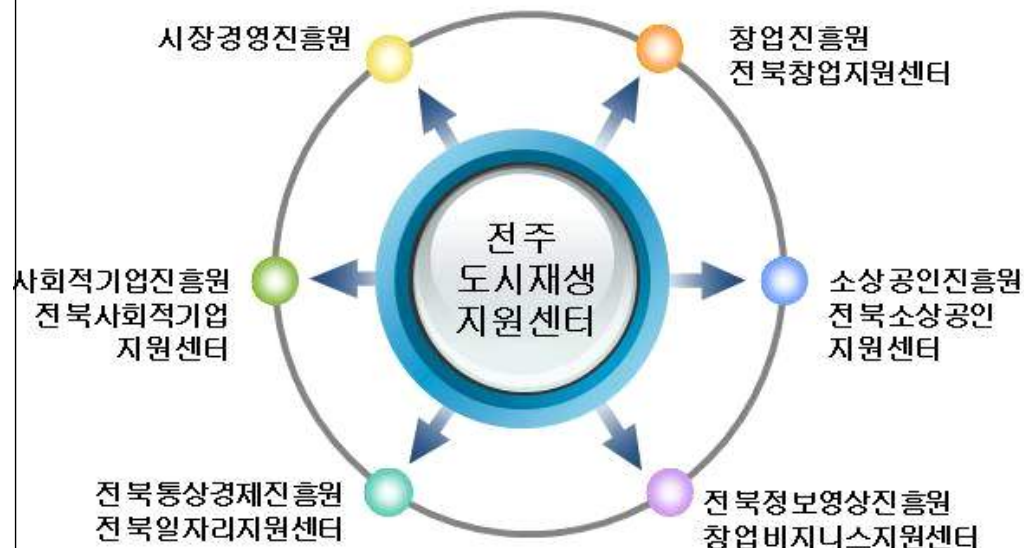 시장경영진흥원
창업진흥원
전북창업지원센터
전주
도시재생
지원센터
사회적기업진흥원
전북사회적기업
지원센터
소상공인진흥원
전북소상공인
지원센터
전북통상경제진흥원
전북일자리지원센터
전북정보영상진흥원
창업비지니스지원센터